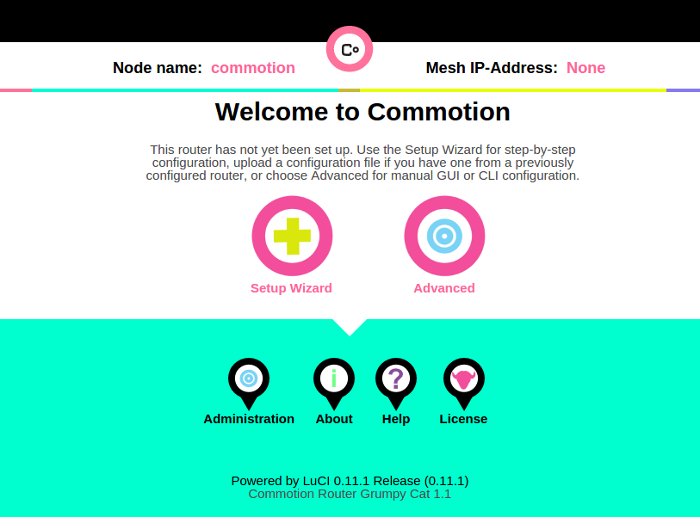 Co
Node name: commotion Mesh IP-Address: None
Welcome to Commotion
This router has not yet been set up. Use the Setup Wizard for step-by-step
configuration, upload a configuration file if you have one from a previously
configured router, or choose Advanced for manual GUI or CLI configuration.
Setup Wizard Advanced
i ?
Administration About Help License
Powered by LuCI 0.11.1 Release (0.11.1)
Commotion Router Grumpy Cat 1.1